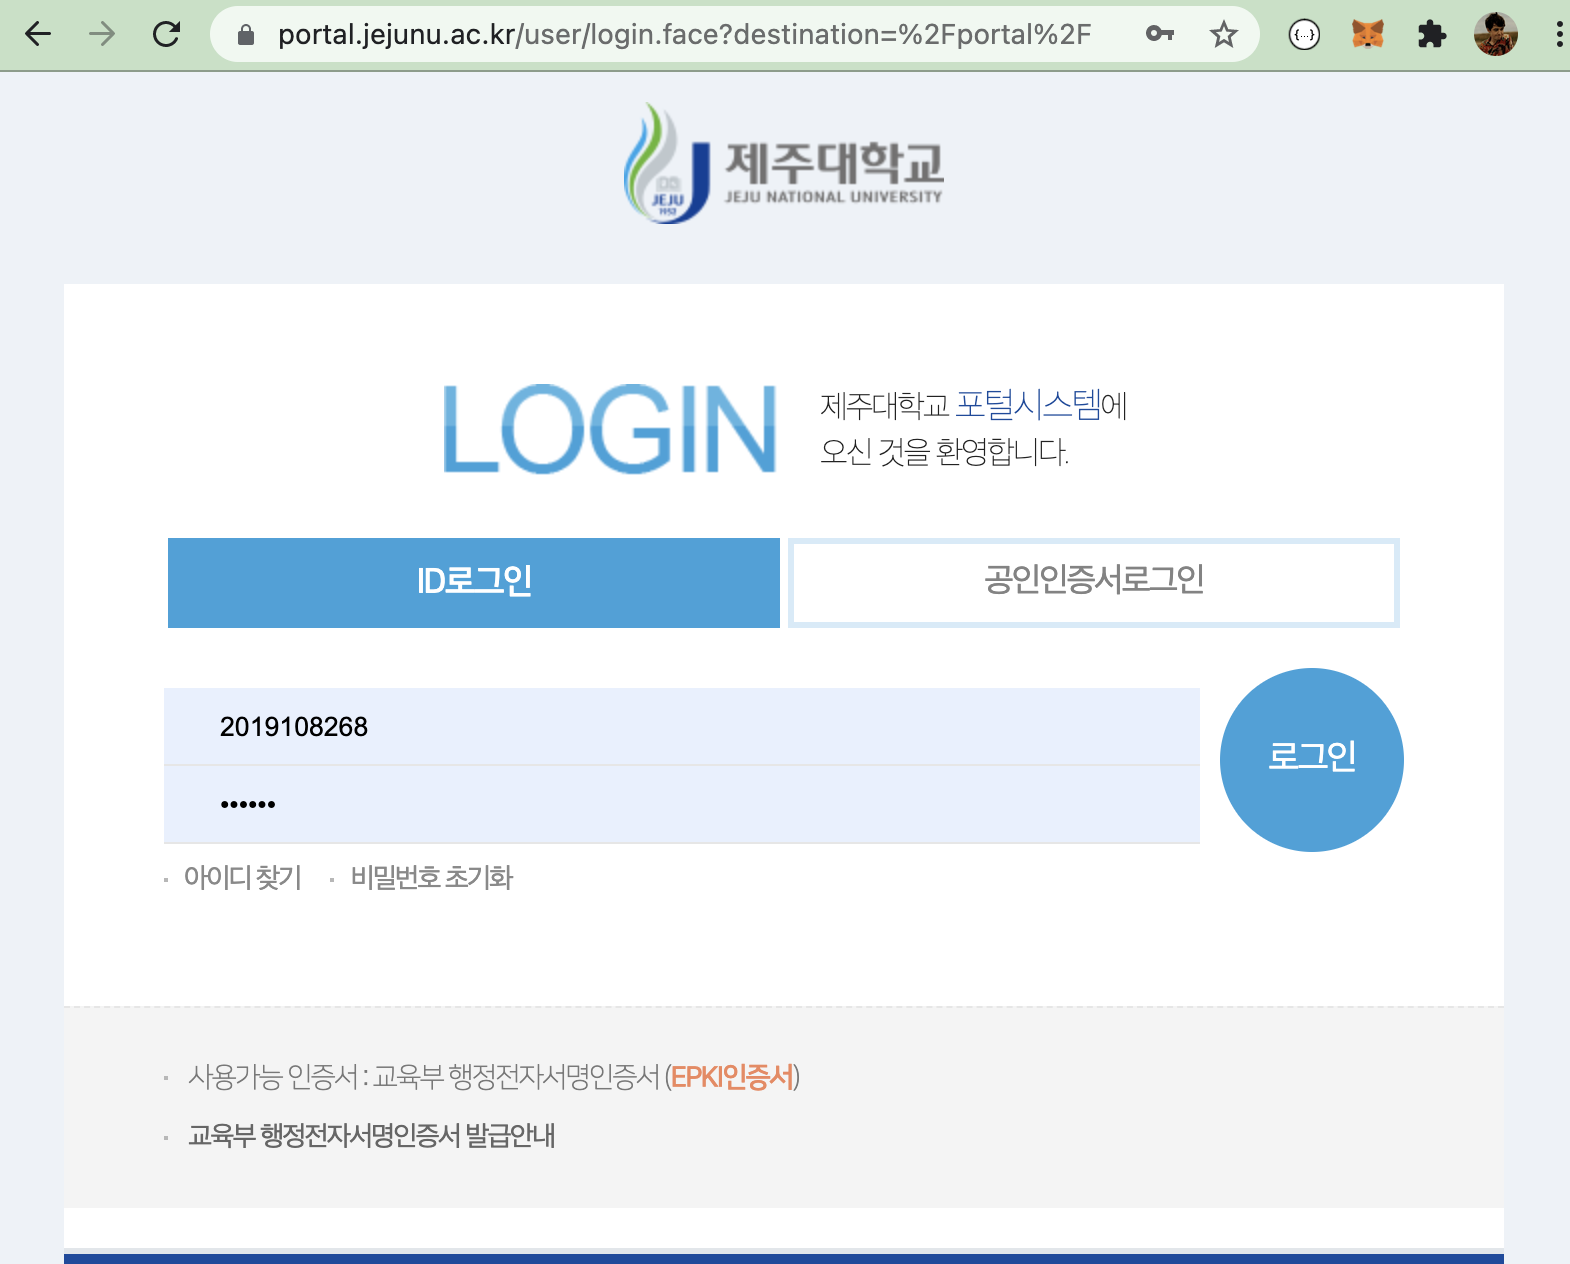 portal.jejunu.ac.kr/user/login.face?destination=%2Fportal%2F
{...}
제주대학교
JEJU NATIONAL UNIVERSITY
JEJU
1952
LOGIN
제주대학교 포털시스템에
오신 것을 환영합니다.
ID로그인
공인인증서로그인
2019108268
••••••
로그인
아이디 찾기
비밀번호 초기화
사용가능 인증서 : 교육부 행정전자서명인증서 (EPKI인증서)
교육부 행정전자서명인증서 발급안내